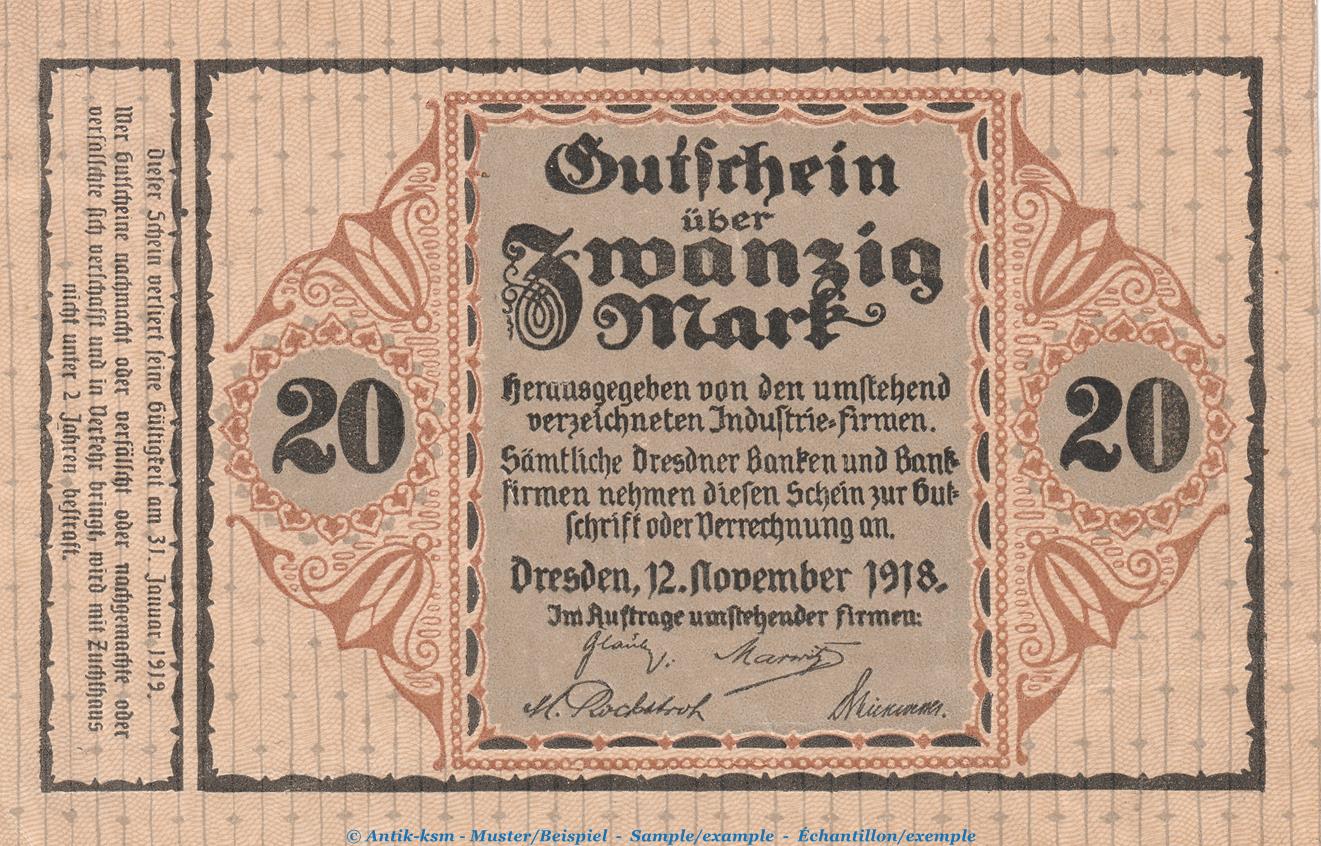 Dieser Schein verliert seine Gültigkeit am 31. Januar 1919.
Wer Gutscheine nachmacht oder verfälscht oder nachgemachte oder
verfälschte sich verschafft und in Verkehr bringt, wird mit Zuchthaus
nicht unter 2 Jahren bestraft.
Gutschein
über
Zwanzig
Mark
20
20
Herausgegeben von den umstehend
verzeichneten Industrie-Firmen.
Sämtliche Dresdner Banken und Bank-
firmen nehmen diesen Schein zur Gut-
schrift oder Verrechnung an.
Dresden, 12. November 1918.
Im Auftrage umstehender Firmen:
Marwitz
M. Rockstroh
© Antik-ksm - Muster/Beispiel - Sample/example - Échantillon/exemple